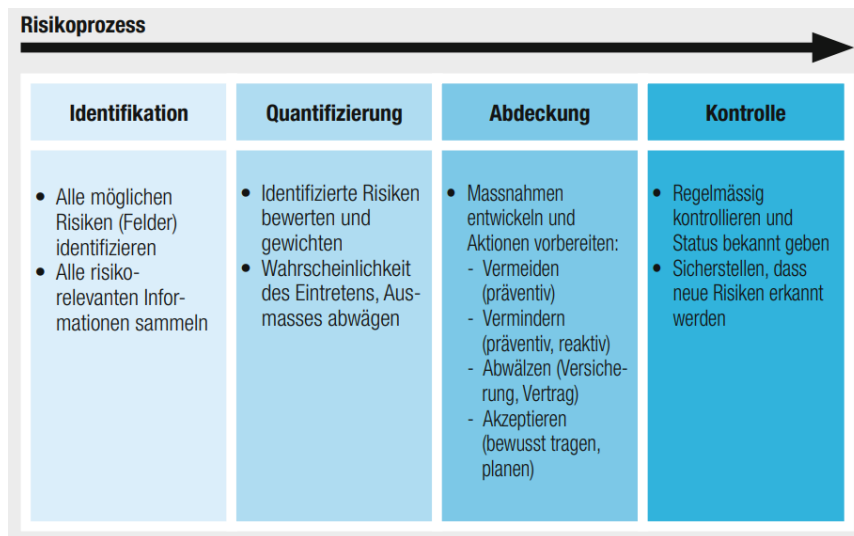 Risikoprozess
Identifikation
Quantifizierung
Abdeckung
Kontrolle
• Alle möglichen
Risiken (Felder)
identifizieren
• Alle risiko-
relevanten Infor-
mationen sammeln
• Identifizierte Risiken
bewerten und
gewichten
• Wahrscheinlichkeit
des Eintretens, Aus-
masses abwägen
• Massnahmen
entwickeln und
Aktionen vorbereiten:
- Vermeiden
(präventiv)
- Vermindern
(präventiv, reaktiv)
- Abwälzen (Versiche-
rung, Vertrag)
- Akzeptieren
(bewusst tragen,
planen)
• Regelmässig
kontrollieren und
Status bekannt geben
• Sicherstellen, dass
neue Risiken erkannt
werden